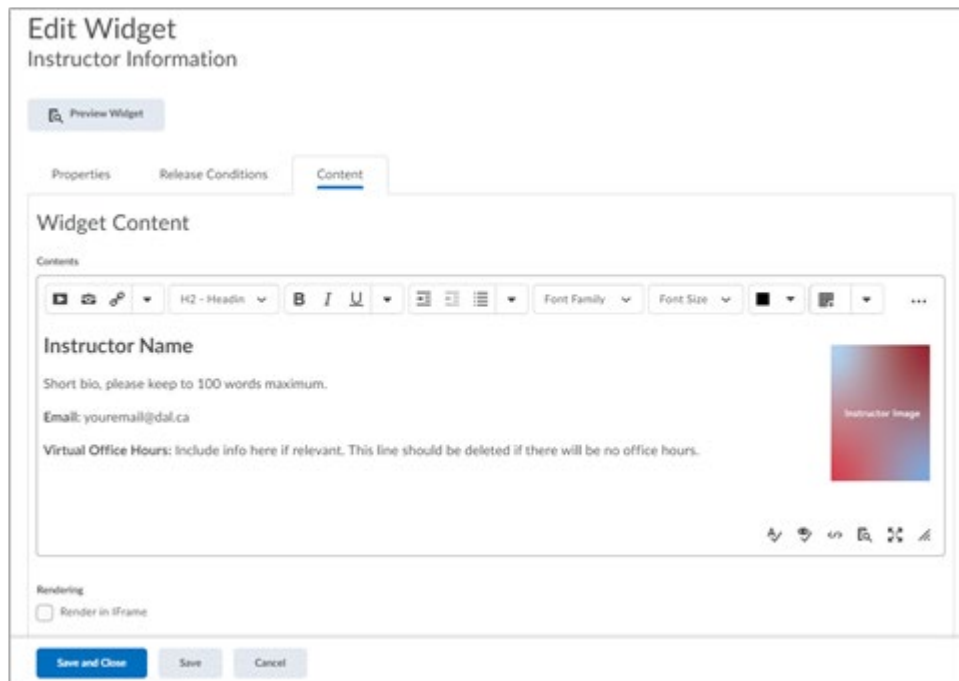 Edit Widget
Instructor Information
Preview Widget
Properties Release Conditions Content
Widget Content
Contents
H2 - Headin B I U Font Family Font Size ...
Instructor Name
Short bio, please keep to 100 words maximum.
Email: youremail@dal.ca
Instructor Image
Virtual Office Hours: Include info here if relevant. This line should be deleted if there will be no office hours.
Rendering
Render in IFrame
Save and Close Save Cancel